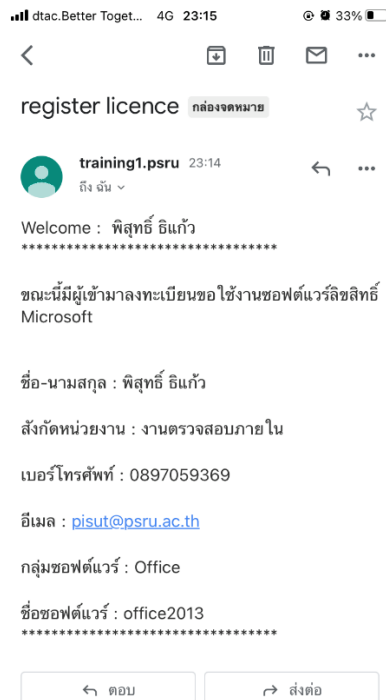 dtac.Better Toget... 4G 23:15 33%
register licence กล่องจดหมาย
training1.psru 23:14
ถึง ฉัน
Welcome : พิสุทธิ์ ธิแก้ว
**********************************
ขณะนี้มีผู้เข้ามาลงทะเบียนขอใช้งานซอฟต์แวร์ลิขสิทธิ์
Microsoft
ชื่อ-นามสกุล : พิสุทธิ์ ธิแก้ว
สังกัดหน่วยงาน : งานตรวจสอบภายใน
เบอร์โทรศัพท์ : 0897059369
อีเมล : pisut@psru.ac.th
กลุ่มซอฟต์แวร์ : Office
ชื่อซอฟต์แวร์ : office2013
**********************************
ตอบ ส่งต่อ